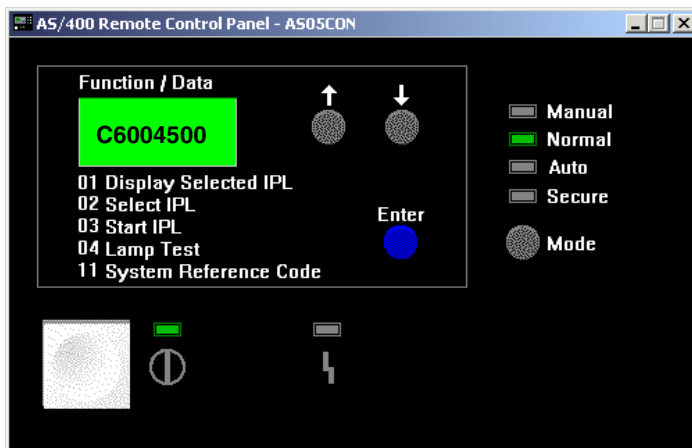 AS/400 Remote Control Panel - AS05CON
Function / Data
C6004500
01 Display Selected IPL
02 Select IPL
03 Start IPL
04 Lamp Test
11 System Reference Code
Enter
Manual
Normal
Auto
Secure
Mode